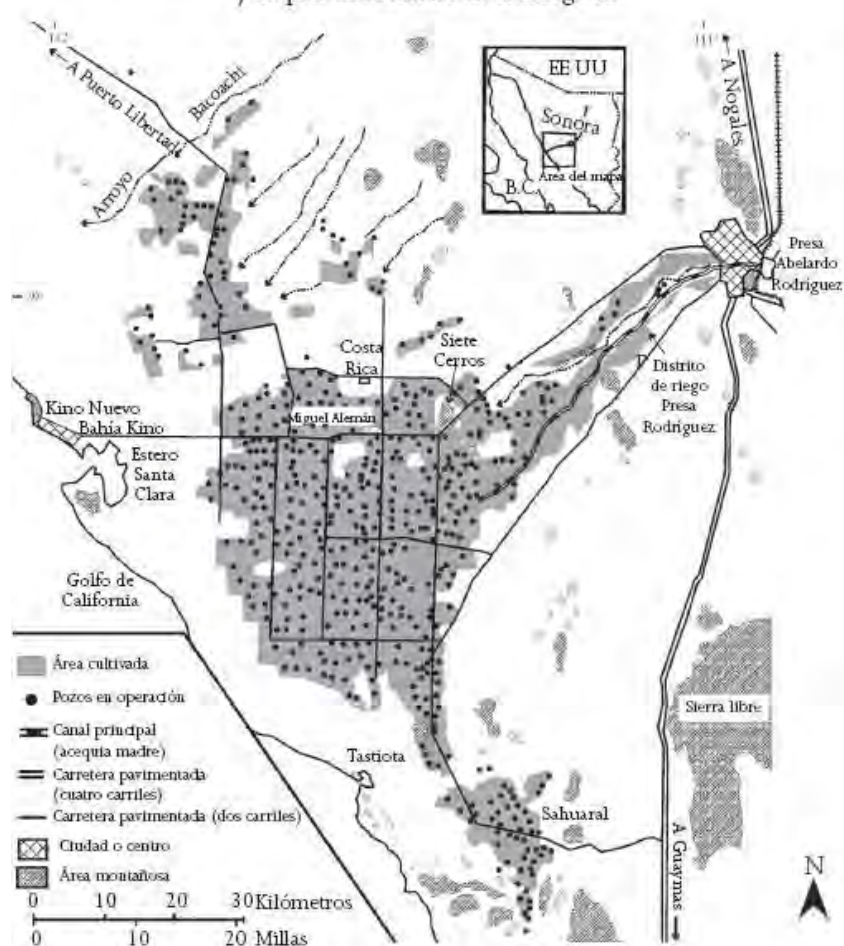 A Puerto Libertad
Arroyo Bacoachi
EE UU
Sonora
B.C.
Área del mapa
A Nogales
Presa
Abelardo
Rodríguez
Costa
Rica
Siete
Cerros
Distrito
de riego
Presa
Rodríguez
Kino Nuevo
Bahía Kino
Miguel Alemán
Estero
Santa
Clara
Golfo de
California
Área cultivada
Pozos en operación
Canal principal
(acequia madre)
Carretera pavimentada
(cuatro carriles)
Carretera pavimentada (dos carriles)
Ciudad o centro
Área montañosa
0 10 20 30 Kilómetros
0 10 20 Millas
Tastiota
Sahuaral
Sierra libre
A Guaymas
N